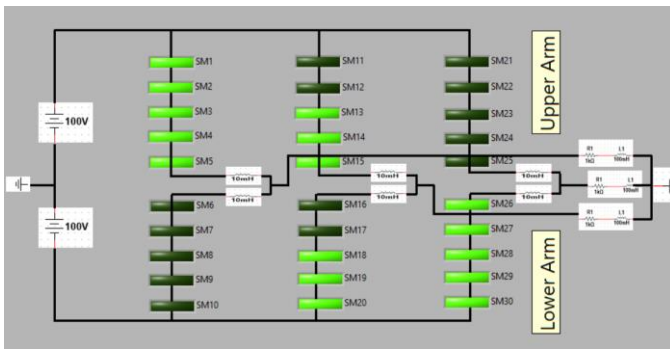 SM1
SM2
SM3
SM4
SM5
SM6
SM7
SM8
SM9
SM10
SM11
SM12
SM13
SM14
SM15
SM16
SM17
SM18
SM19
SM20
SM21
SM22
SM23
SM24
SM25
SM26
SM27
SM28
SM29
SM30
Upper Arm
Lower Arm
100V
100V
10mH
10mH
10mH
10mH
10mH
10mH
R1 L1
1kΩ 100mH
R1 L1
1kΩ 100mH
R1 L1
1kΩ 100mH